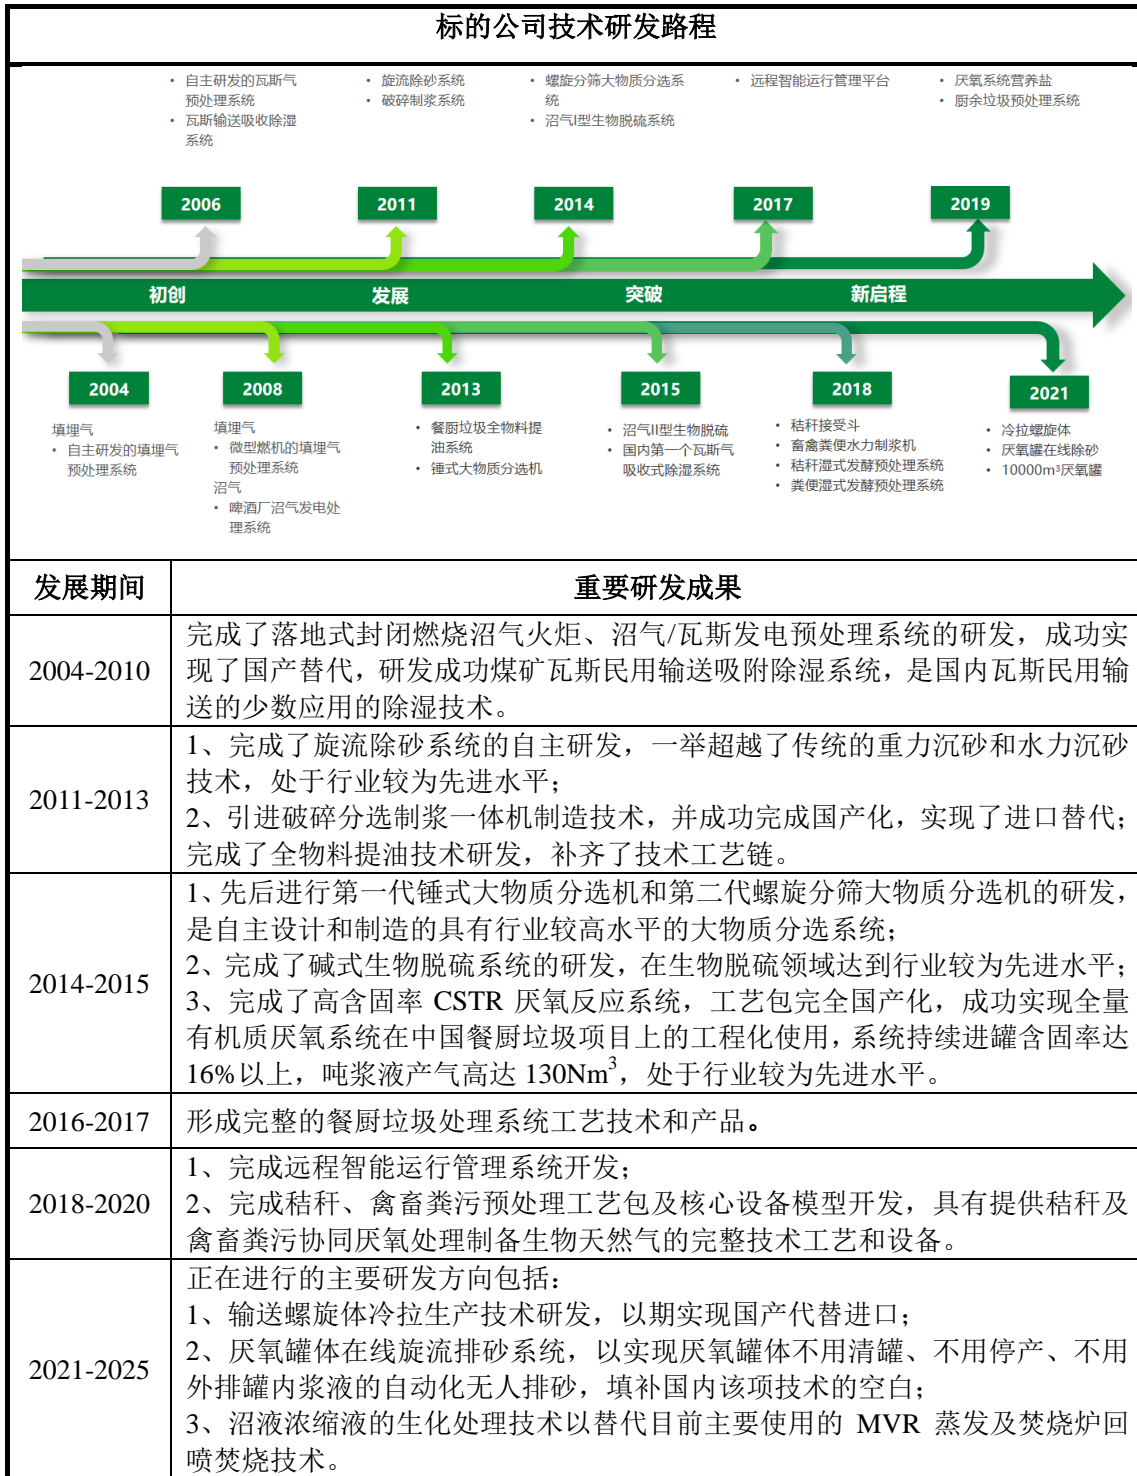 标的公司技术研发路程
• 自主研发的瓦斯气
预处理系统
• 瓦斯输送吸收除湿
系统
• 旋流除砂系统
• 破碎制浆系统
• 螺旋分筛大物质分选系
统
• 沼气I型生物脱硫系统
• 远程智能运行管理平台
• 厌氧系统营养盐
• 厨余垃圾预处理系统
2006
2011
2014
2017
2019
初创
发展
突破
新启程
2004
2008
2013
2015
2018
2021
填埋气
• 自主研发的填埋气
预处理系统
填埋气
• 微型燃机的填埋气
预处理系统
沼气
• 啤酒厂沼气发电处
理系统
• 餐厨垃圾全物料提
油系统
• 锤式大物质分选机
• 沼气II型生物脱硫
• 国内第一个瓦斯气
吸收式除湿系统
• 秸秆接受斗
• 畜禽粪便水力制浆机
• 秸秆湿式发酵预处理系统
• 粪便湿式发酵预处理系统
• 冷拉螺旋体
• 厌氧罐在线除砂
• 10000m³厌氧罐
发展期间
重要研发成果
2004-2010
完成了落地式封闭燃烧沼气火炬、沼气/瓦斯发电预处理系统的研发，成功实
现了国产替代，研发成功煤矿瓦斯民用输送吸附除湿系统，是国内瓦斯民用输
送的少数应用的除湿技术。
2011-2013
1、完成了旋流除砂系统的自主研发，一举超越了传统的重力沉砂和水力沉砂
技术，处于行业较为先进水平；
2、引进破碎分选制浆一体机制造技术，并成功完成国产化，实现了进口替代；
完成了全物料提油技术研发，补齐了技术工艺链。
2014-2015
1、先后进行第一代锤式大物质分选机和第二代螺旋分筛大物质分选机的研发，
是自主设计和制造的具有行业较高水平的大物质分选系统；
2、完成了碱式生物脱硫系统的研发，在生物脱硫领域达到行业较为先进水平；
3、完成了高含固率 CSTR 厌氧反应系统，工艺包完全国产化，成功实现全量
有机质厌氧系统在中国餐厨垃圾项目上的工程化使用，系统持续进罐含固率达
16%以上，吨浆液产气高达 130Nm³，处于行业较为先进水平。
2016-2017
形成完整的餐厨垃圾处理系统工艺技术和产品。
2018-2020
1、完成远程智能运行管理系统开发；
2、完成秸秆、禽畜粪污预处理工艺包及核心设备模型开发，具有提供秸秆及
禽畜粪污协同厌氧处理制备生物天然气的完整技术工艺和设备。
2021-2025
正在进行的主要研发方向包括：
1、输送螺旋体冷拉生产技术研发，以期实现国产代替进口；
2、厌氧罐体在线旋流排砂系统，以实现厌氧罐体不用清罐、不用停产、不用
外排罐内浆液的自动化无人排砂，填补国内该项技术的空白；
3、沼液浓缩液的生化处理技术以替代目前主要使用的 MVR 蒸发及焚烧炉回
喷焚烧技术。